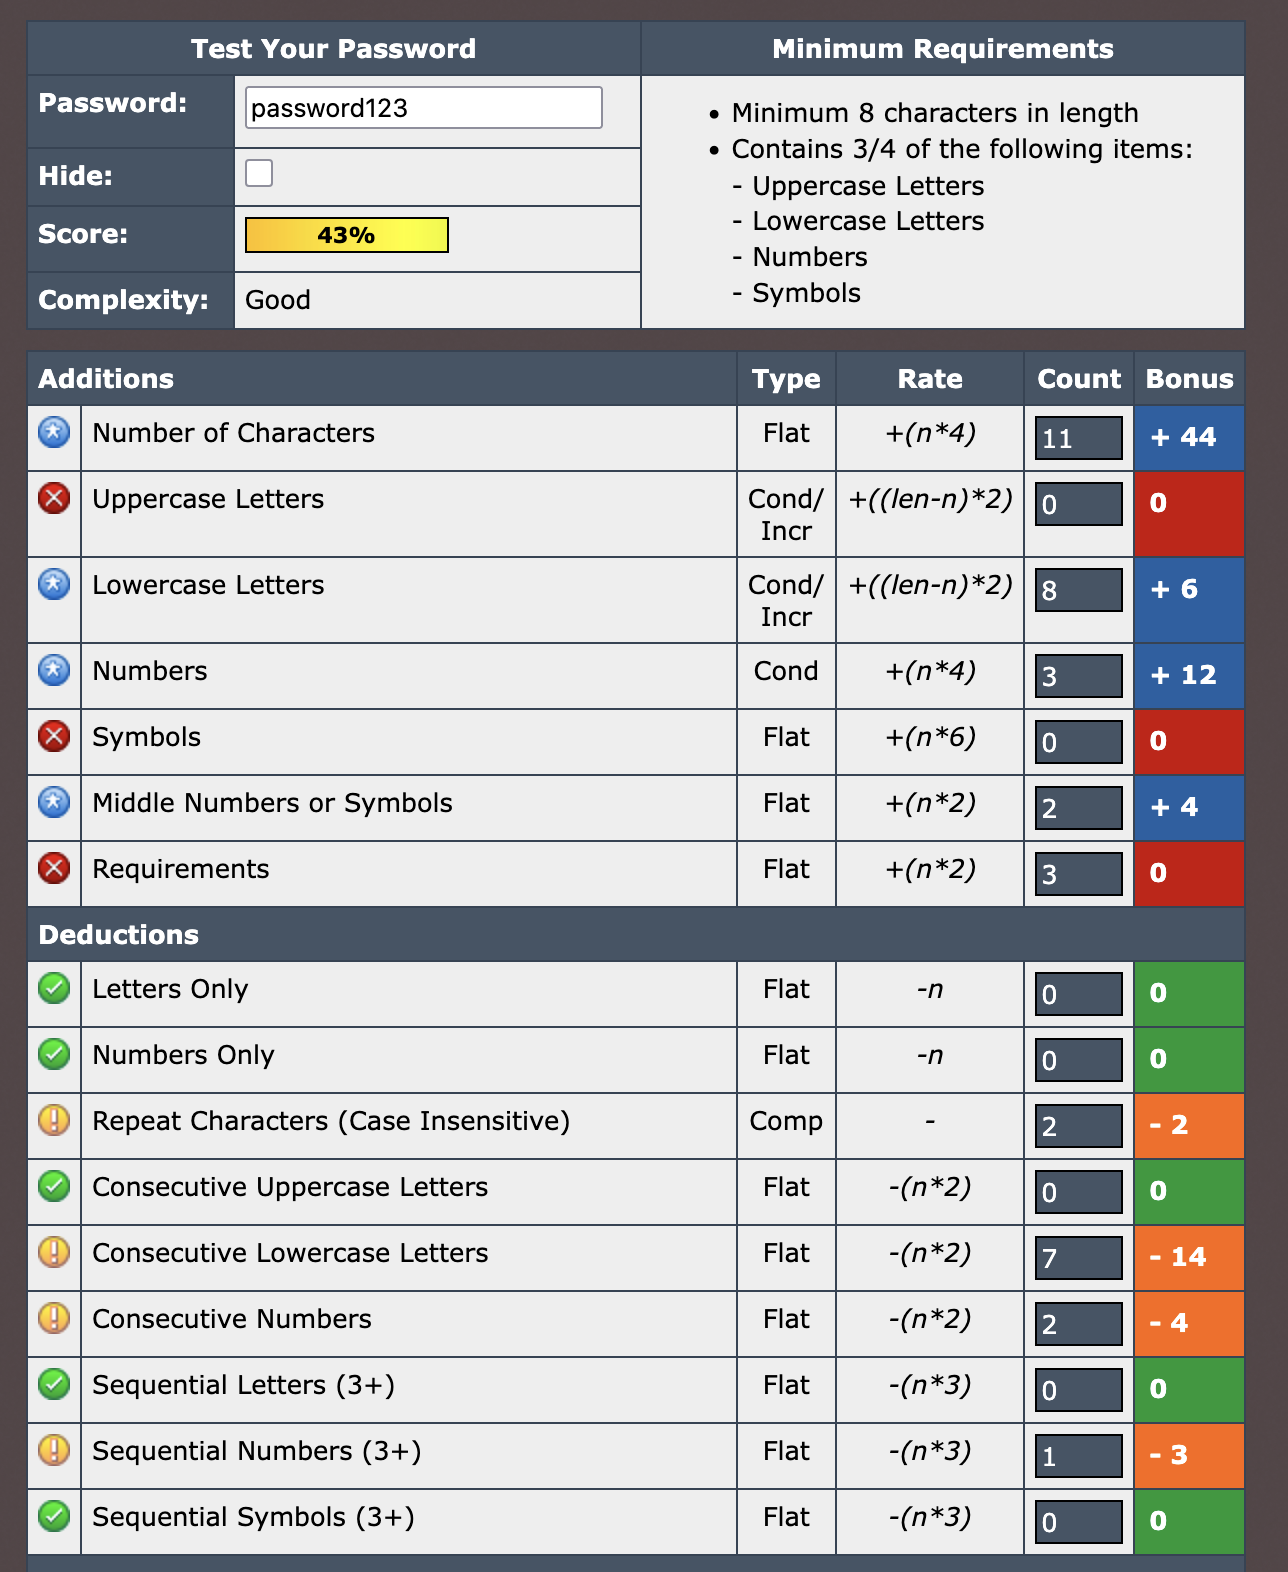 Test Your Password Minimum Requirements
Password: password123
Hide:
Score: 43%
Complexity: Good
• Minimum 8 characters in length
• Contains 3/4 of the following items:
- Uppercase Letters
- Lowercase Letters
- Numbers
- Symbols
Additions Type Rate Count Bonus
Number of Characters Flat +(n*4) 11 + 44
Uppercase Letters Cond/ +((len-n)*2) 0 0
Incr
Lowercase Letters Cond/ +((len-n)*2) 8 + 6
Incr
Numbers Cond +(n*4) 3 + 12
Symbols Flat +(n*6) 0 0
Middle Numbers or Symbols Flat +(n*2) 2 + 4
Requirements Flat +(n*2) 3 0
Deductions
Letters Only Flat -n 0 0
Numbers Only Flat -n 0 0
Repeat Characters (Case Insensitive) Comp - 2 - 2
Consecutive Uppercase Letters Flat -(n*2) 0 0
Consecutive Lowercase Letters Flat -(n*2) 7 - 14
Consecutive Numbers Flat -(n*2) 2 - 4
Sequential Letters (3+) Flat -(n*3) 0 0
Sequential Numbers (3+) Flat -(n*3) 1 - 3
Sequential Symbols (3+) Flat -(n*3) 0 0